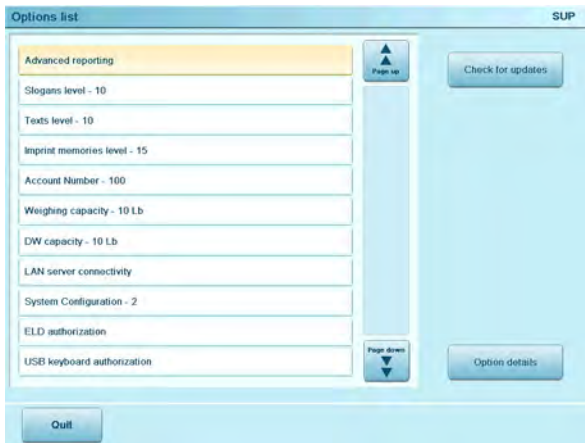 Options list
SUP
Advanced reporting
Slogans level - 10
Texts level - 10
Imprint memories level - 15
Account Number - 100
Weighing capacity - 10 Lb
DW capacity - 10 Lb
LAN server connectivity
System Configuration - 2
ELD authorization
USB keyboard authorization
Page up
Page down
Check for updates
Option details
Quit